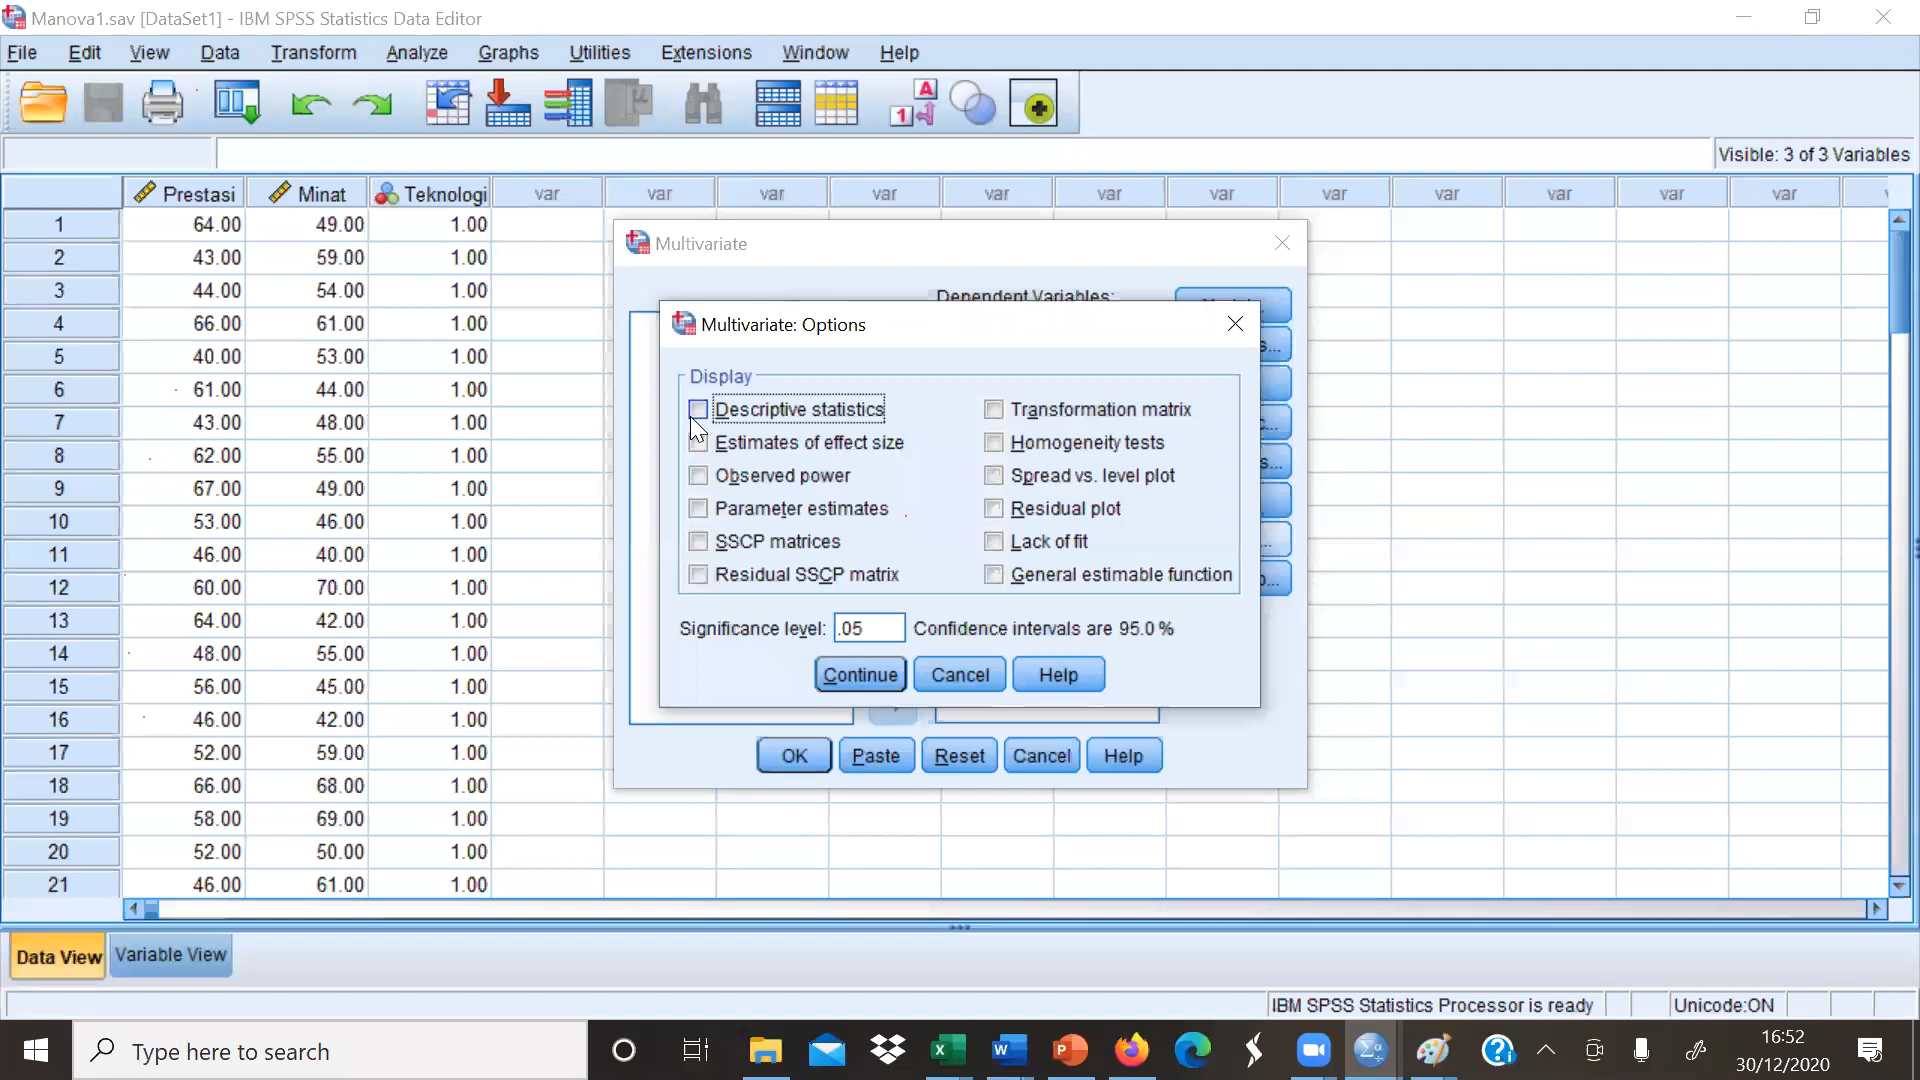 Manova1.sav [DataSet1] - IBM SPSS Statistics Data Editor
File Edit View Data Transform Analyze Graphs Utilities Extensions Window Help
Visible: 3 of 3 Variables
Prestasi Minat Teknologi var var var var var var var var var var var var
1 64.00 49.00 1.00
2 43.00 59.00 1.00
3 44.00 54.00 1.00
4 66.00 61.00 1.00
5 40.00 53.00 1.00
6 61.00 44.00 1.00
7 43.00 48.00 1.00
8 62.00 55.00 1.00
9 67.00 49.00 1.00
10 53.00 46.00 1.00
11 46.00 40.00 1.00
12 60.00 70.00 1.00
13 64.00 42.00 1.00
14 48.00 55.00 1.00
15 56.00 45.00 1.00
16 46.00 42.00 1.00
17 52.00 59.00 1.00
18 66.00 68.00 1.00
19 58.00 69.00 1.00
20 52.00 50.00 1.00
21 46.00 61.00 1.00
Multivariate
Dependent Variables:
Multivariate: Options
Display
Descriptive statistics Transformation matrix
Estimates of effect size Homogeneity tests
Observed power Spread vs. level plot
Parameter estimates Residual plot
SSCP matrices Lack of fit
Residual SSCP matrix General estimable function
Significance level: .05 Confidence intervals are 95.0 %
Continue Cancel Help
OK Paste Reset Cancel Help
Data View Variable View
IBM SPSS Statistics Processor is ready Unicode:ON
Type here to search
16:52
30/12/2020